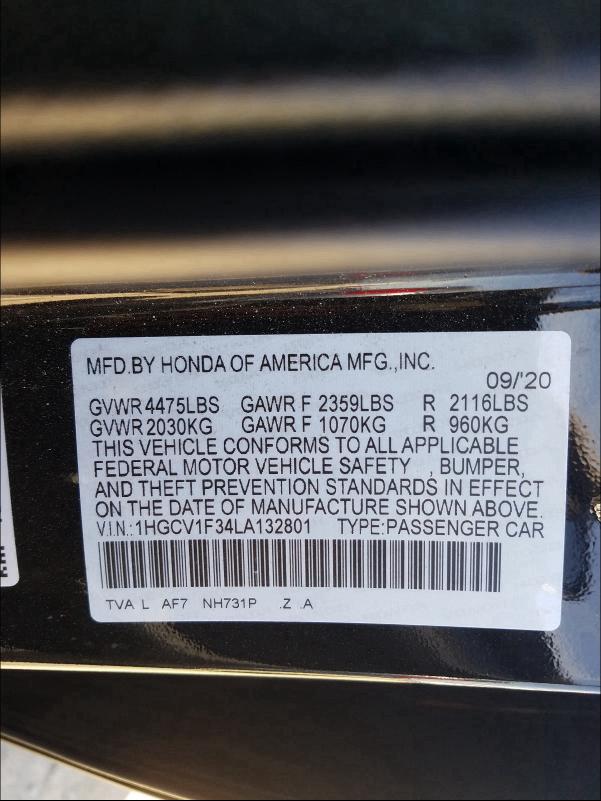 MFD.BY HONDA OF AMERICA MFG.,INC.
09/'20
GVWR 4475LBS GAWR F 2359LBS R 2116LBS
GVWR 2030KG GAWR F 1070KG R 960KG
THIS VEHICLE CONFORMS TO ALL APPLICABLE
FEDERAL MOTOR VEHICLE SAFETY , BUMPER,
AND THEFT PREVENTION STANDARDS IN EFFECT
ON THE DATE OF MANUFACTURE SHOWN ABOVE.
V.I.N.:1HGCV1F34LA132801 TYPE:PASSENGER CAR
TVA L AF7 NH731P .Z .A